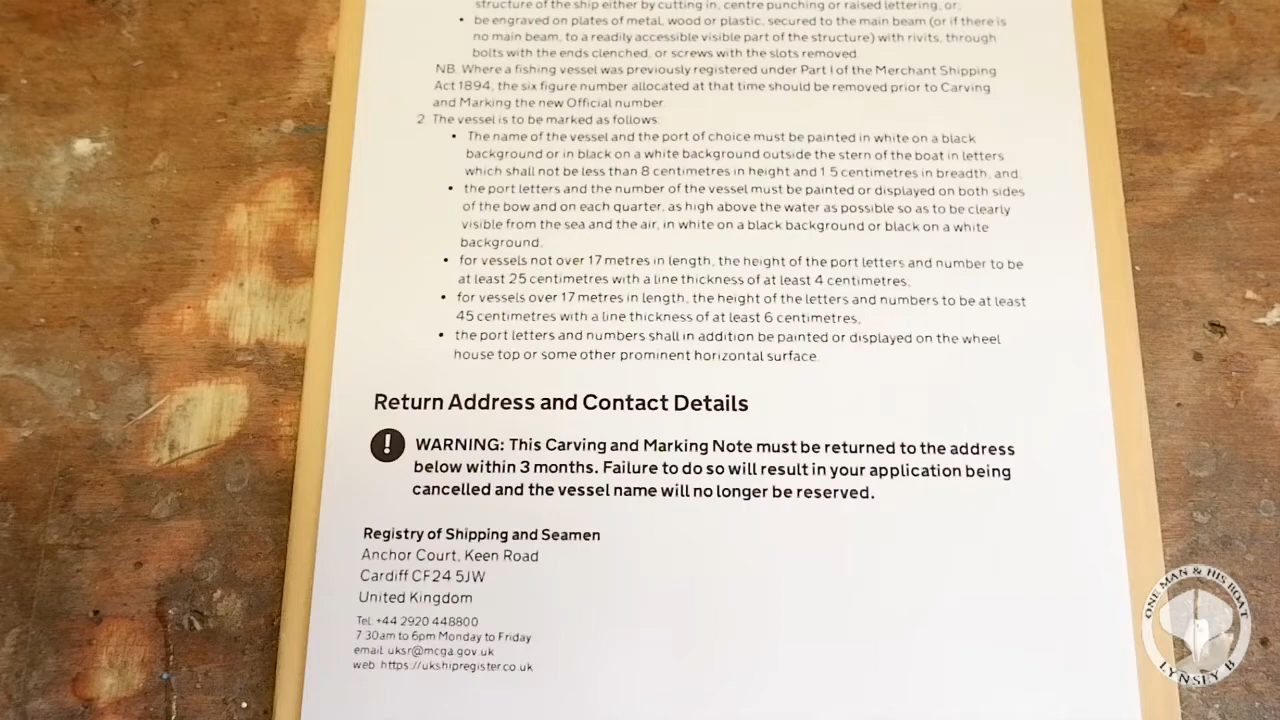 structure of the ship either by cutting in, centre punching or raised lettering, or;
• be engraved on plates of metal, wood or plastic, secured to the main beam (or if there is
no main beam, to a readily accessible visible part of the structure) with rivits, through
bolts with the ends clenched, or screws with the slots removed.
NB. Where a fishing vessel was previously registered under Part I of the Merchant Shipping
Act 1894, the six figure number allocated at that time should be removed prior to Carving
and Marking the new Official number.
2. The vessel is to be marked as follows:
• The name of the vessel and the port of choice must be painted in white on a black
background or in black on a white background outside the stern of the boat in letters
which shall not be less than 8 centimetres in height and 1.5 centimetres in breadth, and;
• the port letters and the number of the vessel must be painted or displayed on both sides
of the bow and on each quarter, as high above the water as possible so as to be clearly
visible from the sea and the air, in white on a black background or black on a white
background,
• for vessels not over 17 metres in length, the height of the port letters and number to be
at least 25 centimetres with a line thickness of at least 4 centimetres,
• for vessels over 17 metres in length, the height of the letters and numbers to be at least
45 centimetres with a line thickness of at least 6 centimetres,
• the port letters and numbers shall in addition be painted or displayed on the wheel
house top or some other prominent horizontal surface.
Return Address and Contact Details
! WARNING: This Carving and Marking Note must be returned to the address
below within 3 months. Failure to do so will result in your application being
cancelled and the vessel name will no longer be reserved.
Registry of Shipping and Seamen
Anchor Court, Keen Road
Cardiff CF24 5JW
United Kingdom
Tel: +44 2920 448800
7.30am to 6pm Monday to Friday
email: uksr@mcga.gov.uk
web: https://ukshipregister.co.uk
ONE MAN & HIS BOAT
LYNSEY B